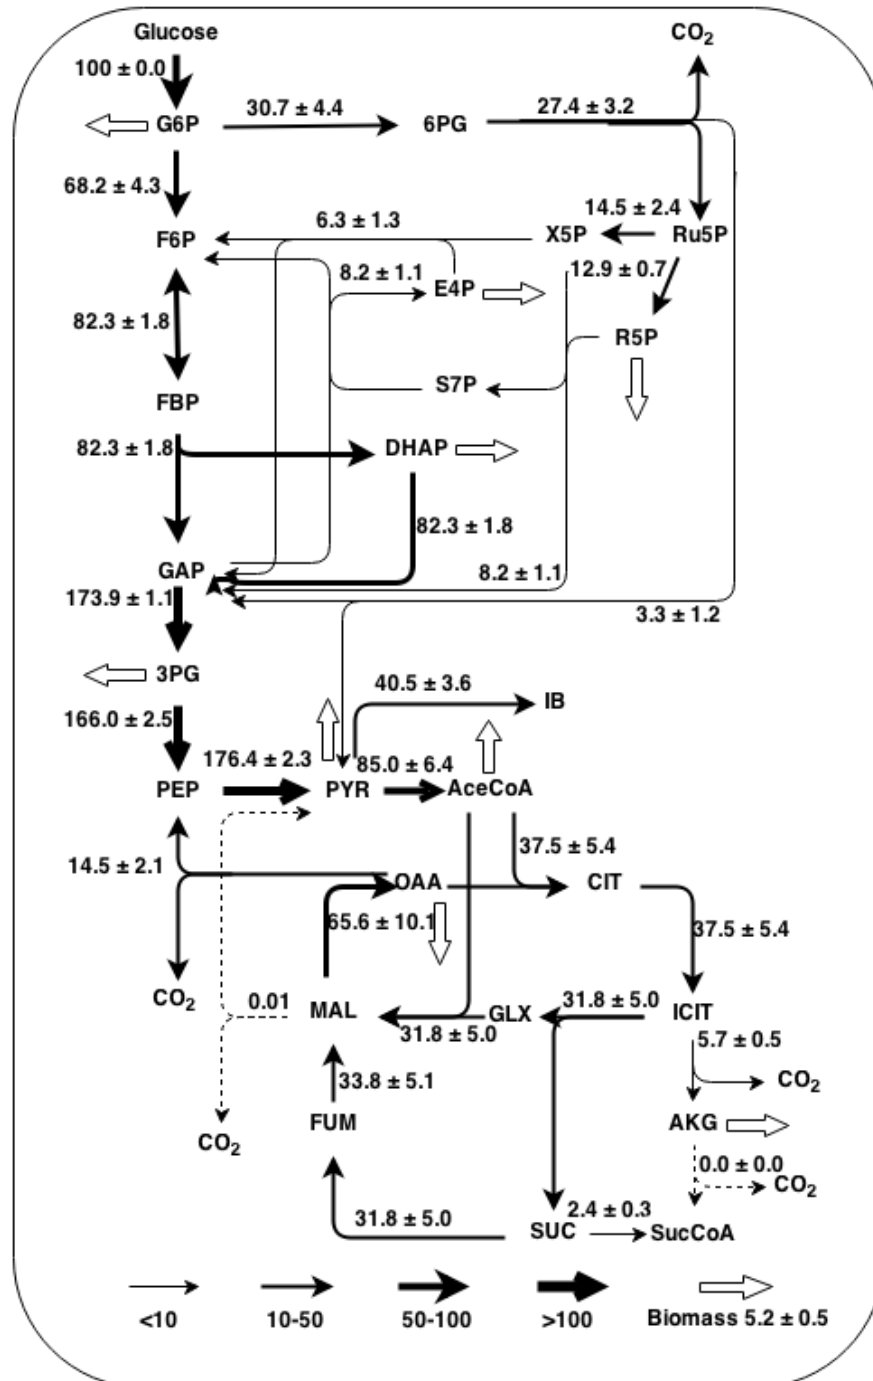 Glucose
CO2
100 ± 0.0
G6P
30.7 ± 4.4
6PG
27.4 ± 3.2
68.2 ± 4.3
F6P
6.3 ± 1.3
X5P
14.5 ± 2.4
Ru5P
8.2 ± 1.1
E4P
12.9 ± 0.7
82.3 ± 1.8
R5P
FBP
S7P
82.3 ± 1.8
DHAP
82.3 ± 1.8
GAP
173.9 ± 1.1
8.2 ± 1.1
3.3 ± 1.2
3PG
40.5 ± 3.6
IB
166.0 ± 2.5
176.4 ± 2.3
85.0 ± 6.4
PEP
PYR
AceCoA
14.5 ± 2.1
37.5 ± 5.4
OAA
CIT
65.6 ± 10.1
37.5 ± 5.4
CO2
0.01
MAL
GLX
31.8 ± 5.0
ICIT
31.8 ± 5.0
5.7 ± 0.5
CO2
33.8 ± 5.1
FUM
AKG
CO2
0.0 ± 0.0
CO2
31.8 ± 5.0
2.4 ± 0.3
SUC
SucCoA
<10
10-50
50-100
>100
Biomass 5.2 ± 0.5